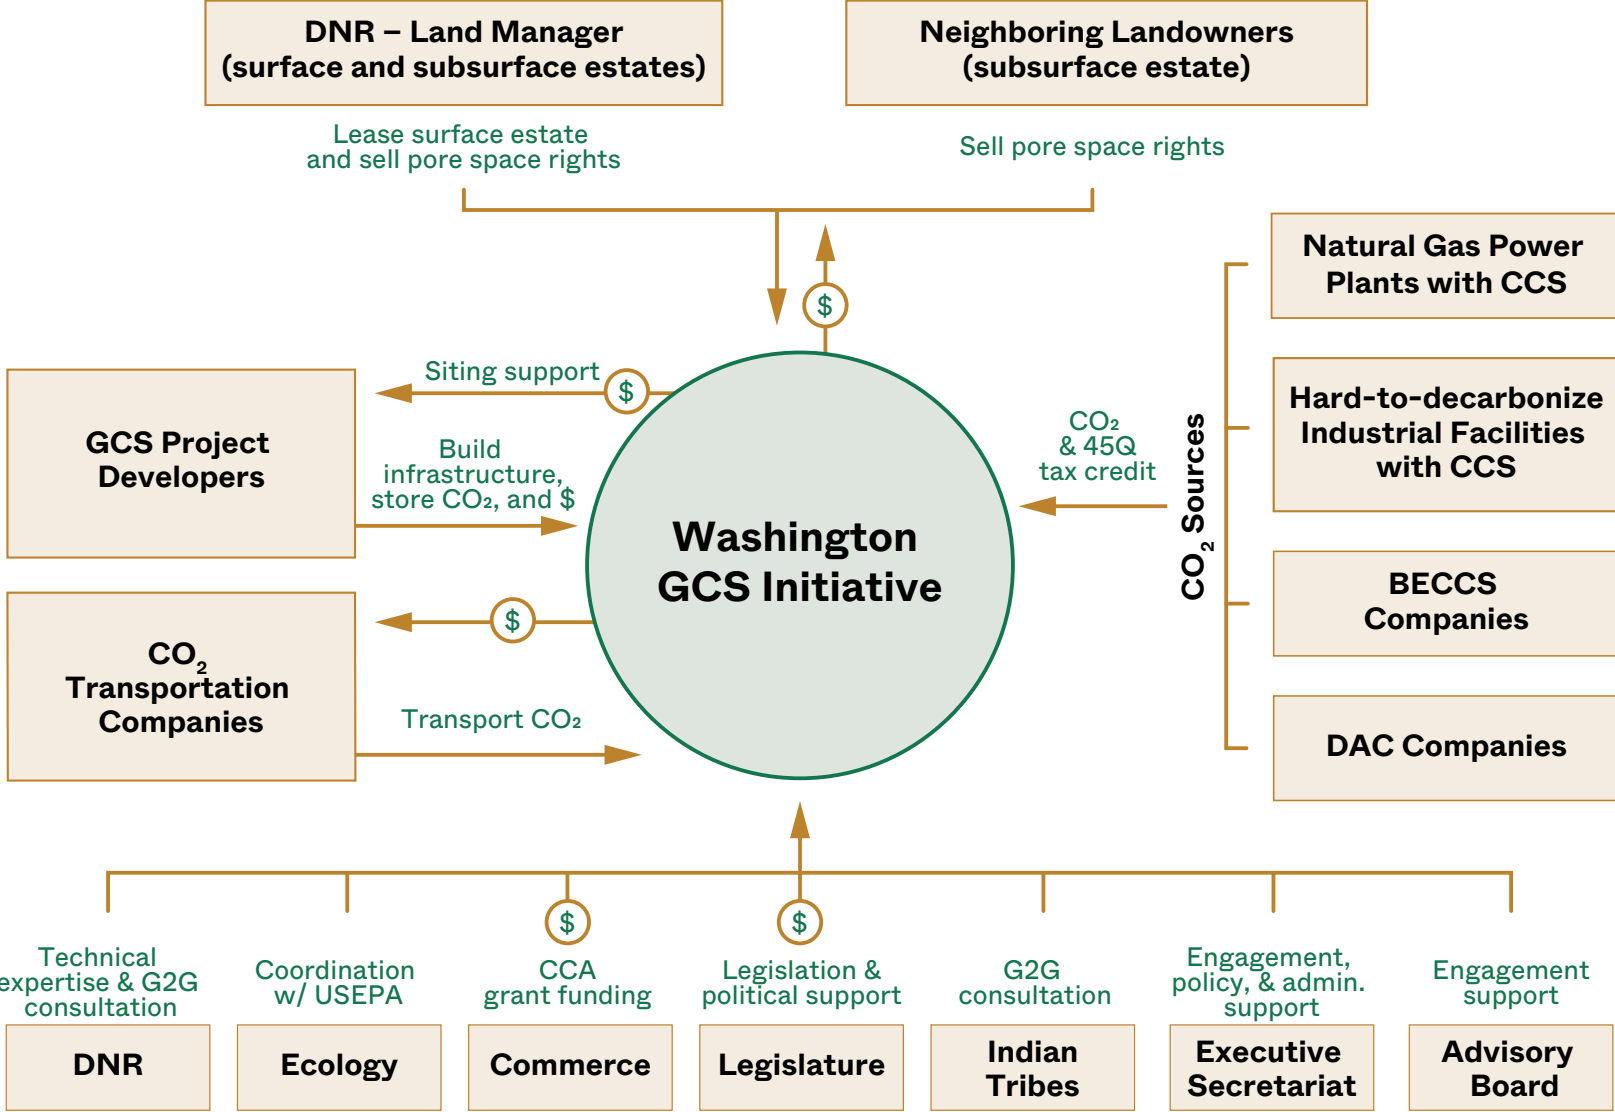 DNR – Land Manager
(surface and subsurface estates)
Neighboring Landowners
(subsurface estate)
Lease surface estate
and sell pore space rights
Sell pore space rights
$
Natural Gas Power
Plants with CCS
Hard-to-decarbonize
Industrial Facilities
with CCS
BECCS
Companies
DAC Companies
CO₂ Sources
CO₂
& 45Q
tax credit
Siting support
$
GCS Project
Developers
Build
infrastructure,
store CO₂, and $
Washington
GCS Initiative
$
CO₂
Transportation
Companies
Transport CO₂
$
$
Technical
expertise & G2G
consultation
Coordination
w/ USEPA
CCA
grant funding
Legislation &
political support
G2G
consultation
Engagement,
policy, & admin.
support
Engagement
support
DNR
Ecology
Commerce
Legislature
Indian
Tribes
Executive
Secretariat
Advisory
Board